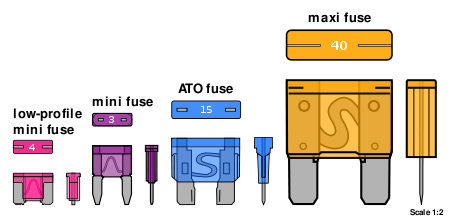 maxi fuse
40
ATO fuse
15
mini fuse
3
low-profile
mini fuse
4
Scale 1:2